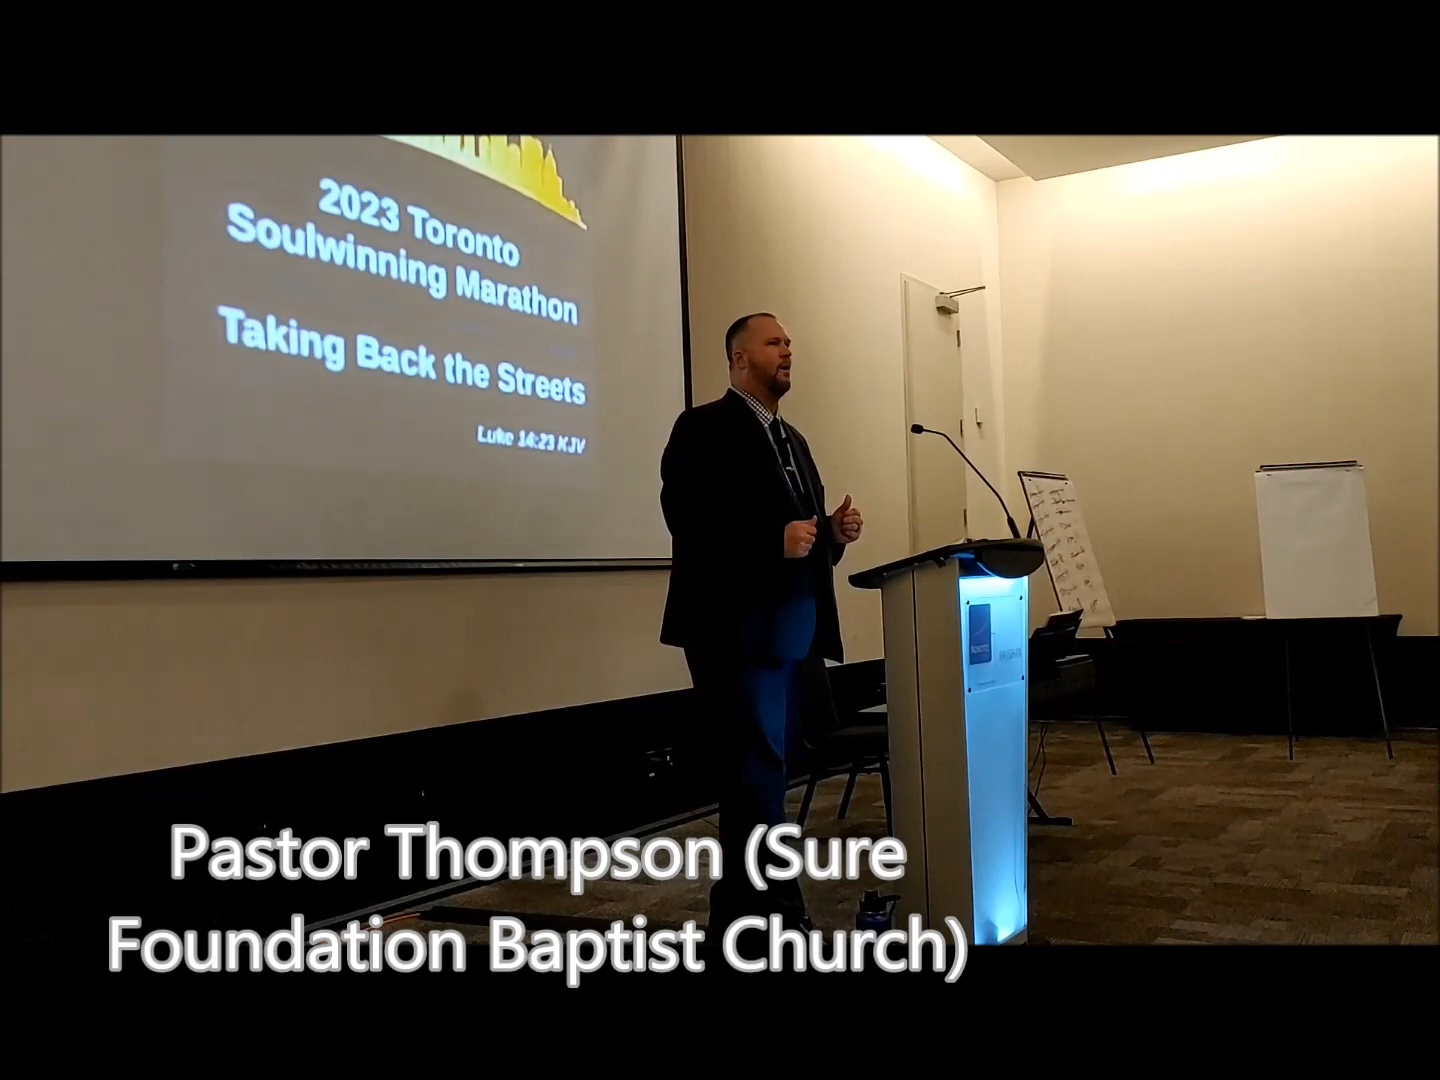 2023 Toronto
Soulwinning Marathon
Taking Back the Streets
Luke 14:23 KJV
Pastor Thompson (Sure
Foundation Baptist Church)